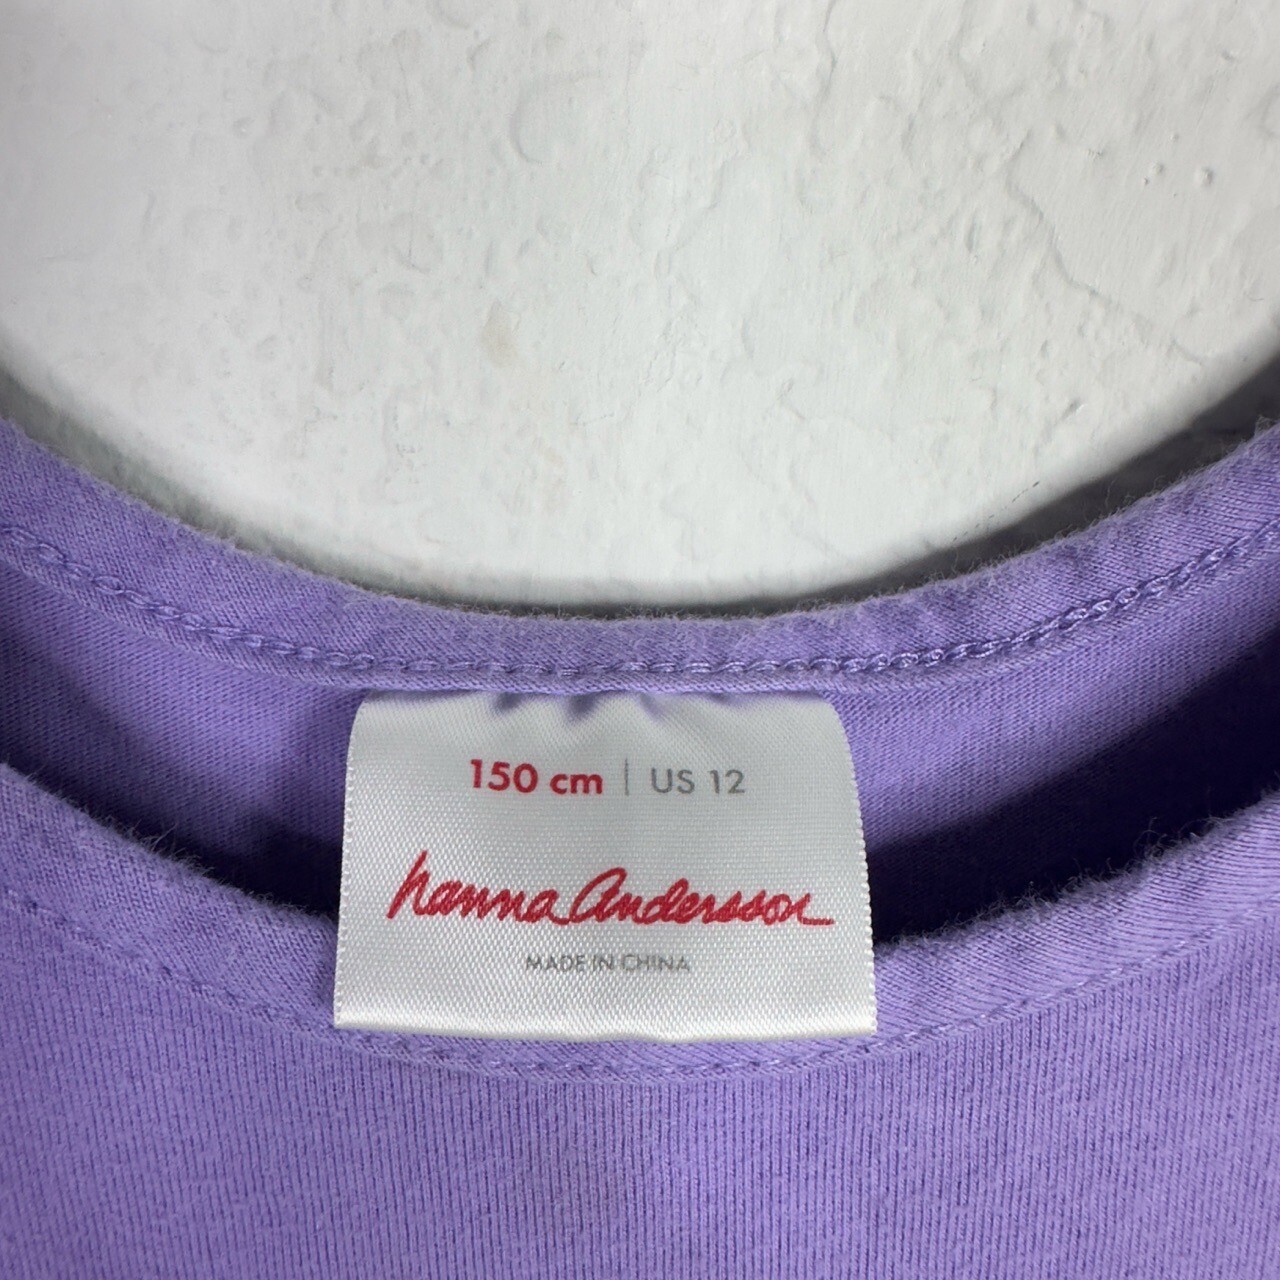 150 cm | US 12
hanna Andersson
MADE IN CHINA